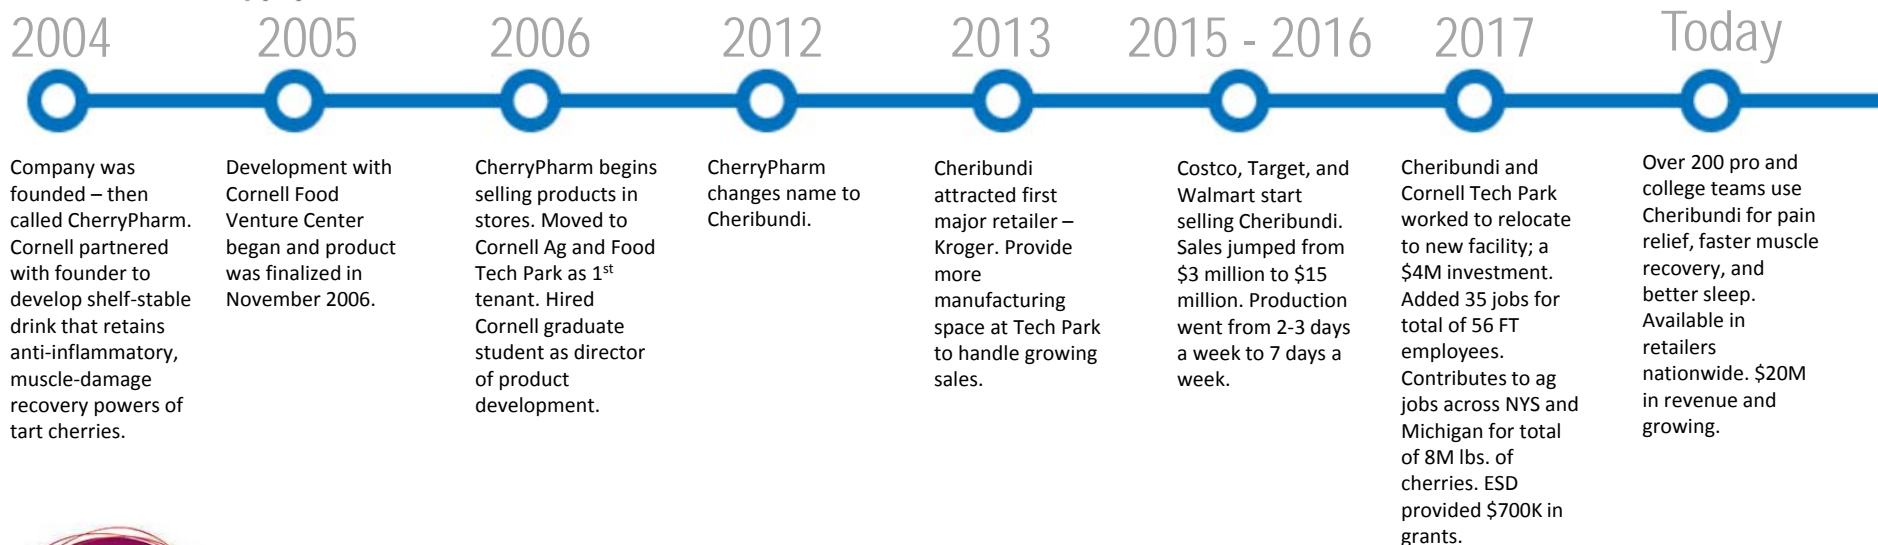 2004
Company was
founded – then
called CherryPharm.
Cornell partnered
with founder to
develop shelf-stable
drink that retains
anti-inflammatory,
muscle-damage
recovery powers of
tart cherries.
2005
Development with
Cornell Food
Venture Center
began and product
was finalized in
November 2006.
2006
CherryPharm begins
selling products in
stores. Moved to
Cornell Ag and Food
Tech Park as 1st
tenant. Hired
Cornell graduate
student as director
of product
development.
2012
CherryPharm
changes name to
Cheribundi.
2013
Cheribundi
attracted first
major retailer –
Kroger. Provide
more
manufacturing
space at Tech Park
to handle growing
sales.
2015 - 2016
Costco, Target, and
Walmart start
selling Cheribundi.
Sales jumped from
$3 million to $15
million. Production
went from 2-3 days
a week to 7 days a
week.
2017
Cheribundi and
Cornell Tech Park
worked to relocate
to new facility; a
$4M investment.
Added 35 jobs for
total of 56 FT
employees.
Contributes to ag
jobs across NYS and
Michigan for total
of 8M lbs. of
cherries. ESD
provided $700K in
grants.
Today
Over 200 pro and
college teams use
Cheribundi for pain
relief, faster muscle
recovery, and
better sleep.
Available in
retailers
nationwide. $20M
in revenue and
growing.